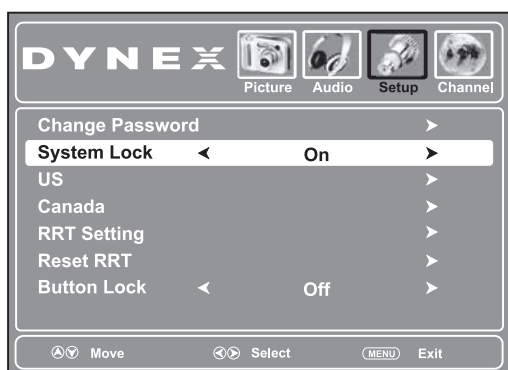 DYNEX
Picture Audio Setup Channel
Change Password
System Lock On
US
Canada
RRT Setting
Reset RRT
Button Lock Off
Move Select MENU Exit